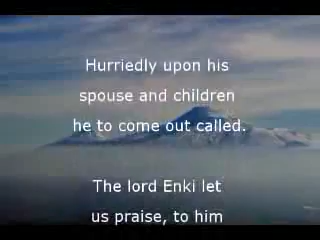 Hurriedly upon his
spouse and children
he to come out called.
The lord Enki let
us praise, to him